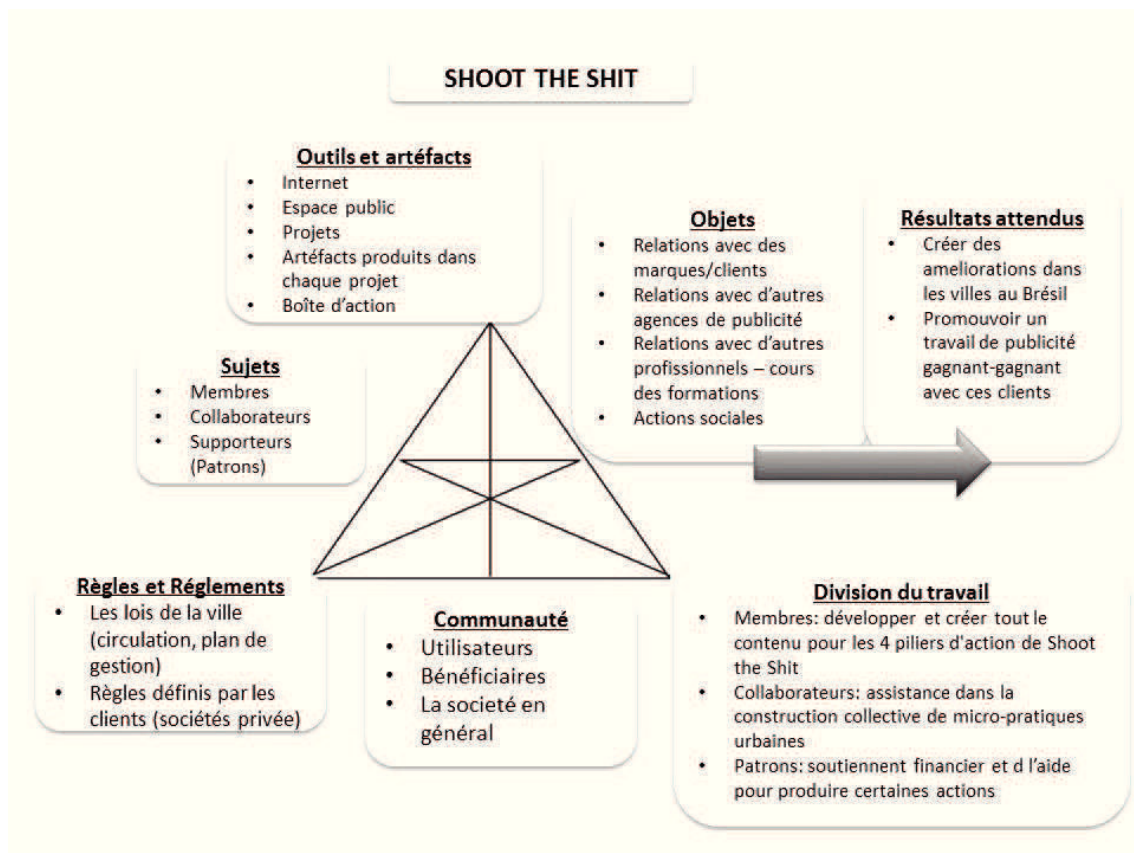 SHOOT THE SHIT
Outils et artéfacts
• Internet
• Espace public
• Projets
• Artéfacts produits dans
chaque projet
• Boîte d'action
Objets
• Relations avec des
marques/clients
• Relations avec d'autres
agences de publicité
• Relations avec d'autres
profissionnels – cours
des formations
• Actions sociales
Résultats attendus
• Créer des
ameliorations dans
les villes au Brésil
• Promouvoir un
travail de publicité
gagnant-gagnant
avec ces clients
Sujets
• Membres
• Collaborateurs
• Supporteurs
(Patrons)
Règles et Réglements
• Les lois de la ville
(circulation, plan de
gestion)
• Règles définis par les
clients (sociétés privée)
Communauté
• Utilisateurs
• Bénéficiaires
• La societé en
général
Division du travail
• Membres: développer et créer tout le
contenu pour les 4 piliers d'action de Shoot
the Shit
• Collaborateurs: assistance dans la
construction collective de micro-pratiques
urbaines
• Patrons: soutiennent financier et d l'aide
pour produire certaines actions